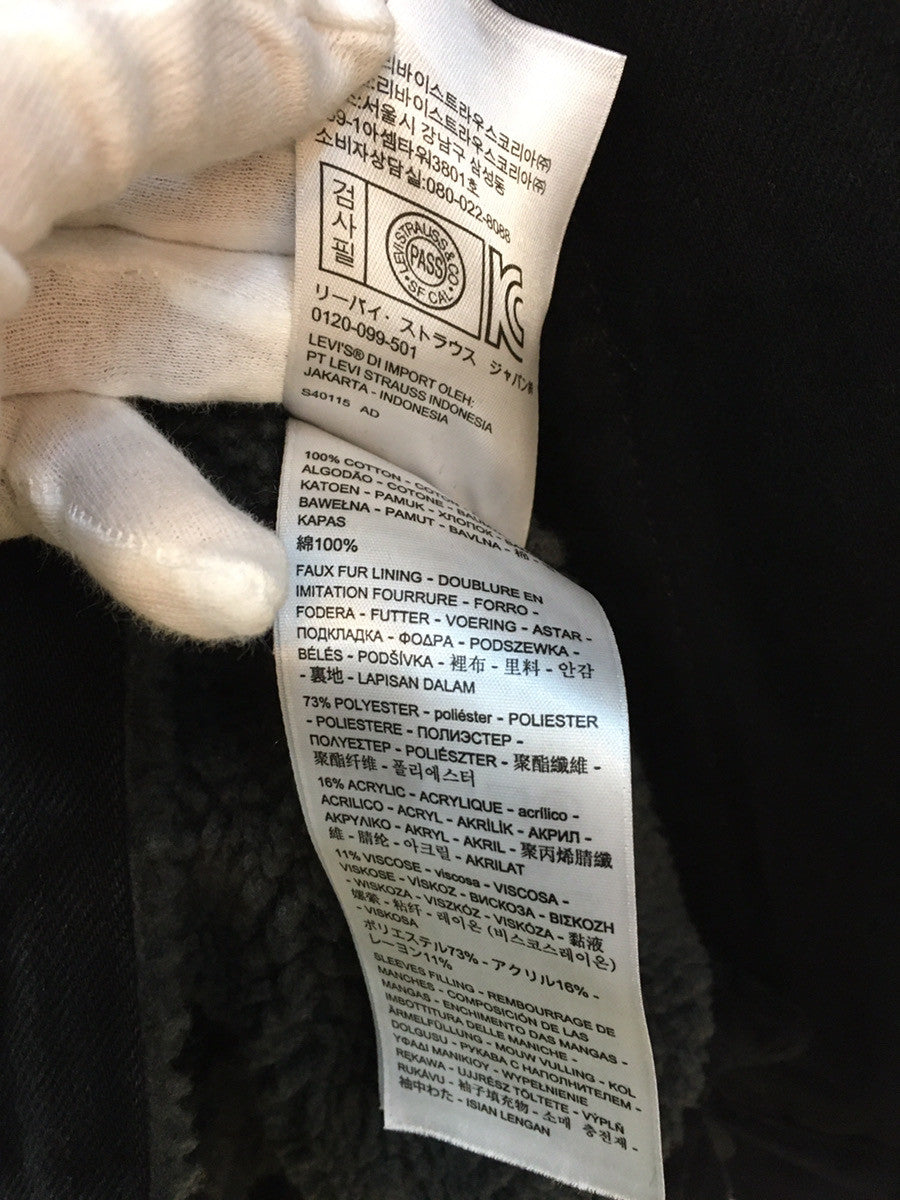 리바이스트라우스코리아㈜
리바이스트라우스코리아㈜
서울시 강남구 삼성동
9-1아셈타워3801호
소비자상담실:080-022-8088
검사필
LEVI STRAUSS & CO
PASS
SF CAL
リーバイ・ストラウス ジャパン㈱
0120-099-501
LEVI'S® DI IMPORT OLEH:
PT LEVI STRAUSS INDONESIA
JAKARTA - INDONESIA
S40115 AD
100% COTTON -
ALGODÃO - COTONE -
KATOEN - PAMUK - ХЛОПОК -
BAWEŁNA - PAMUT - BAVLNA - 棉 -
KAPAS
綿100%
FAUX FUR LINING - DOUBLURE EN
IMITATION FOURRURE - FORRO -
FODERA - FUTTER - VOERING - ASTAR -
ПОДКЛАДКА - ΦΟΔΡΑ - PODSZEWKA -
BÉLÉS - PODŠÍVKA - 裡布 - 里料 - 안감
- 裏地 - LAPISAN DALAM
73% POLYESTER - poliéster - POLIESTER
- POLIESTERE - ПОЛИЭСТЕР -
ΠΟΛΥΕΣΤΕΡ - POLIÉSZTER - 聚酯纖維 -
聚酯纤维 - 폴리에스터
16% ACRYLIC - ACRYLIQUE - acrílico -
ACRILICO - ACRYL - AKRİLİK - АКРИЛ -
ΑΚΡΥΛΙΚΟ - AKRYL - AKRIL - 聚丙烯腈纖
維 - 腈纶 - 아크릴 - AKRILAT
11% VISCOSE - viscosa - VISCOSA -
VISKOSE - VİSKOZ - ВИСКОЗА - ΒΙΣΚΟΖΗ
- WISKOZA - VISZKÓZ - VISKÓZA - 黏液
嫘縈 - 粘纤 - 레이온 (비스코스레이온)
- VISKOSA
ポリエステル73% - アクリル16% -
レーヨン11%
SLEEVES FILLING - REMBOURRAGE DE
MANCHES - COMPOSICIÓN DE LAS
MANGAS - ENCHIMENTO DAS MANGAS -
IMBOTTITURA DELLE MANICHE -
ÄRMELFÜLLUNG - MOUW VULLING - KOL
DOLGUSU - РУКАВА С НАПОЛНИТЕЛЕМ -
ΥΦΑΔΙ ΜΑΝΙΚΙΟΥ - WYPEŁNIENIE
RĘKAWA - UJJRÉSZ TÖLTETE - VÝPLŇ
RUKÁVU - 袖子填充物 - 소매 충전재 -
袖中わた - ISIAN LENGAN